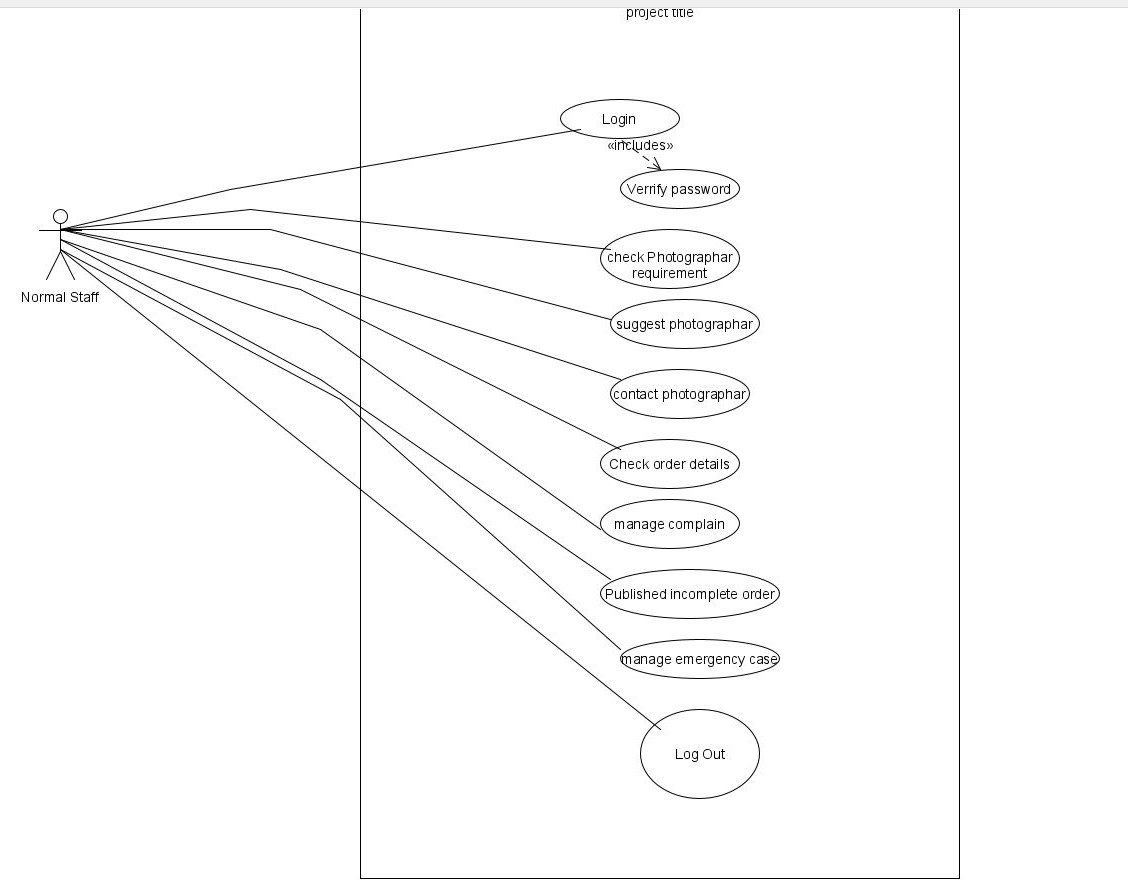 project title
Login
«includes»
Verrify password
check Photographar
requirement
Normal Staff
suggest photographar
contact photographar
Check order details
manage complain
Published incomplete order
manage emergency case
Log Out